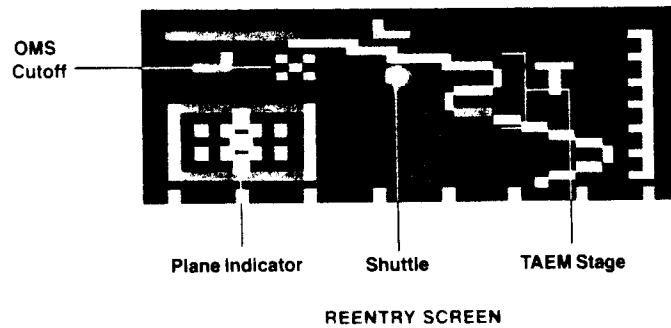 OMS
Cutoff
Plane Indicator
Shuttle
TAEM Stage
REENTRY SCREEN